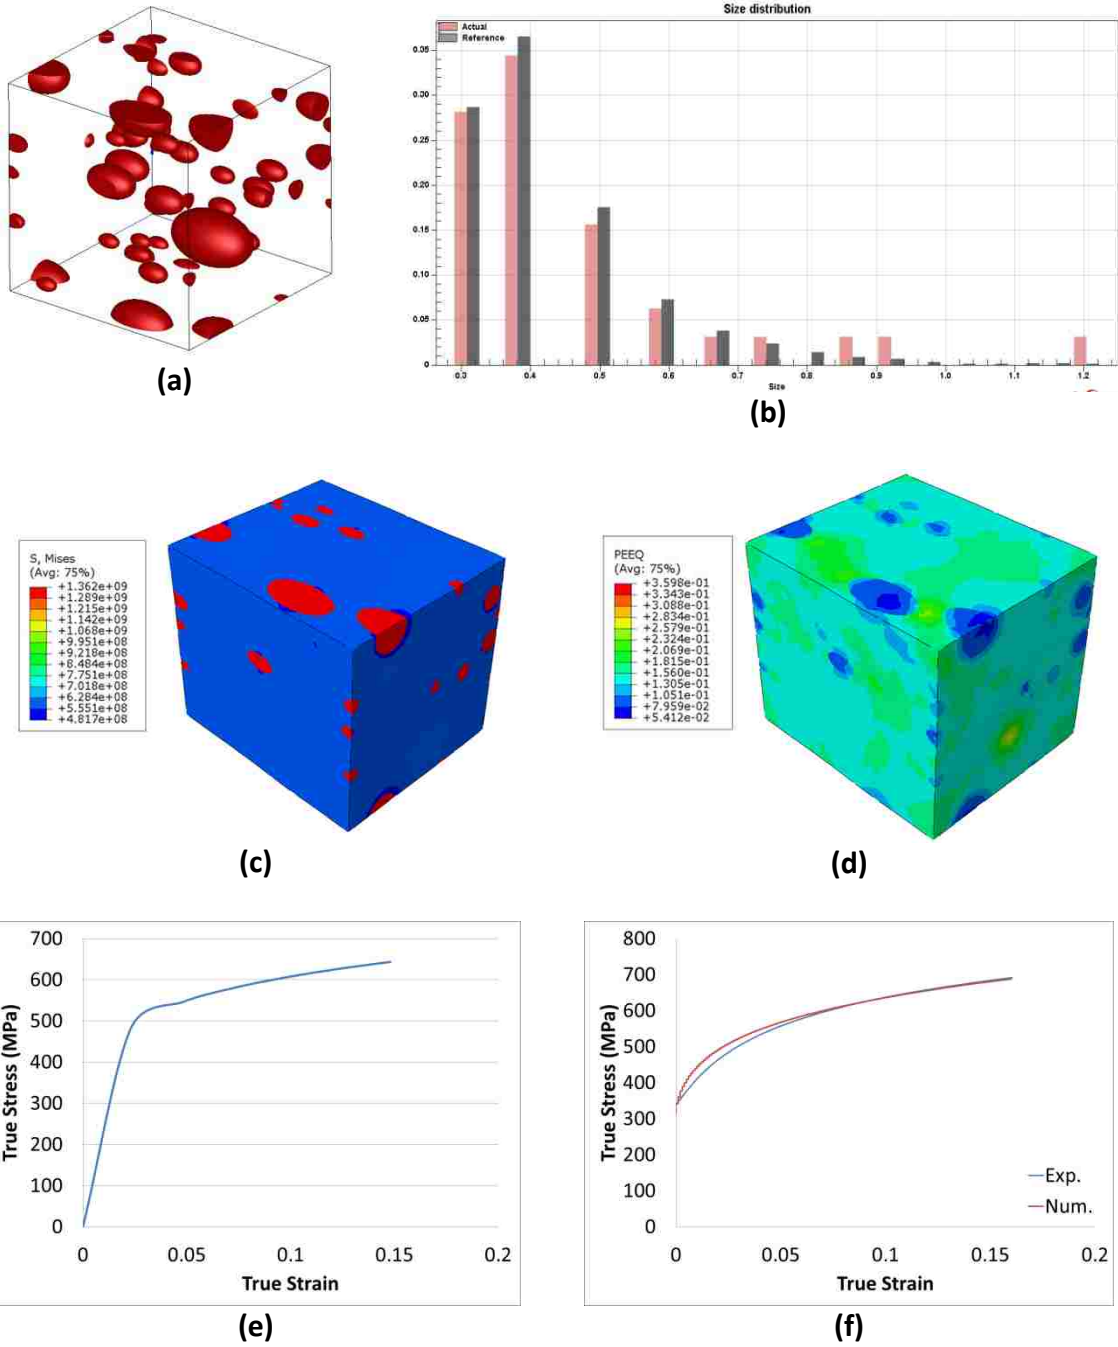 Size distribution
Actual
Reference
0.05
0.30
0.25
0.20
0.15
0.10
0.05
0
0.3 0.4 0.5 0.6 0.7 0.8 0.9 1.0 1.1 1.2
Size
(a)
(b)
S, Mises
(Avg: 75%)
+1.362e+09
+1.289e+09
+1.215e+09
+1.142e+09
+1.068e+09
+9.951e+08
+9.218e+08
+8.484e+08
+7.751e+08
+7.018e+08
+6.284e+08
+5.551e+08
+4.817e+08
PEEQ
(Avg: 75%)
+3.598e-01
+3.343e-01
+3.088e-01
+2.834e-01
+2.579e-01
+2.324e-01
+2.069e-01
+1.815e-01
+1.560e-01
+1.305e-01
+1.051e-01
+7.959e-02
+5.412e-02
(c)
(d)
True Stress (MPa)
700
600
500
400
300
200
100
0
0 0.05 0.1 0.15 0.2
True Strain
True Stress (MPa)
800
700
600
500
400
300
200
100
0
Exp.
Num.
0 0.05 0.1 0.15 0.2
True Strain
(e)
(f)